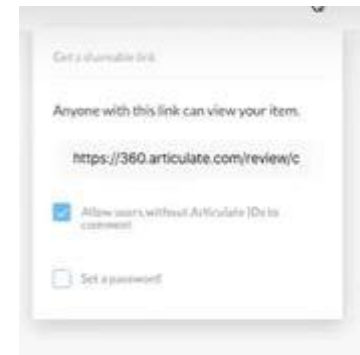 Get a shareable link
Anyone with this link can view your item.
https://360.articulate.com/review/c
Allow users without Articulate IDs to
comment
Set a password